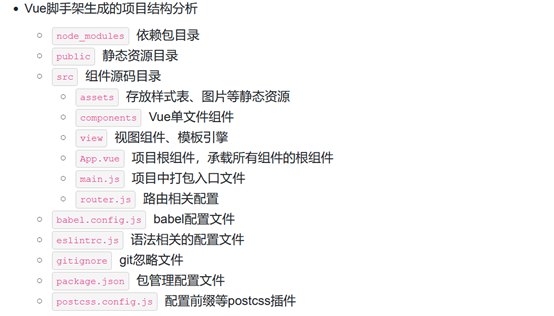 Vue脚手架生成的项目结构分析
node_modules 依赖包目录
public 静态资源目录
src 组件源码目录
assets 存放样式表、图片等静态资源
components Vue单文件组件
view 视图组件、模板引擎
App.vue 项目根组件，承载所有组件的根组件
main.js 项目中打包入口文件
router.js 路由相关配置
babel.config.js babel配置文件
eslintrc.js 语法相关的配置文件
gitignore git忽略文件
package.json 包管理配置文件
postcss.config.js 配置前缀等postcss插件